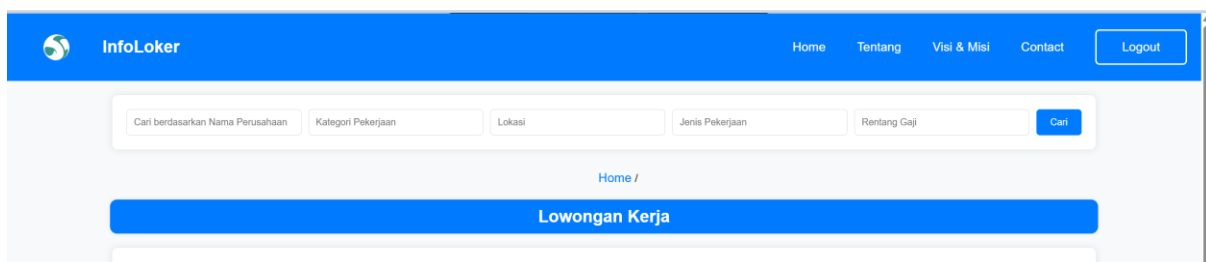 InfoLoker Home Tentang Visi & Misi Contact Logout
Cari berdasarkan Nama Perusahaan Kategori Pekerjaan Lokasi Jenis Pekerjaan Rentang Gaji Cari
Home /
Lowongan Kerja